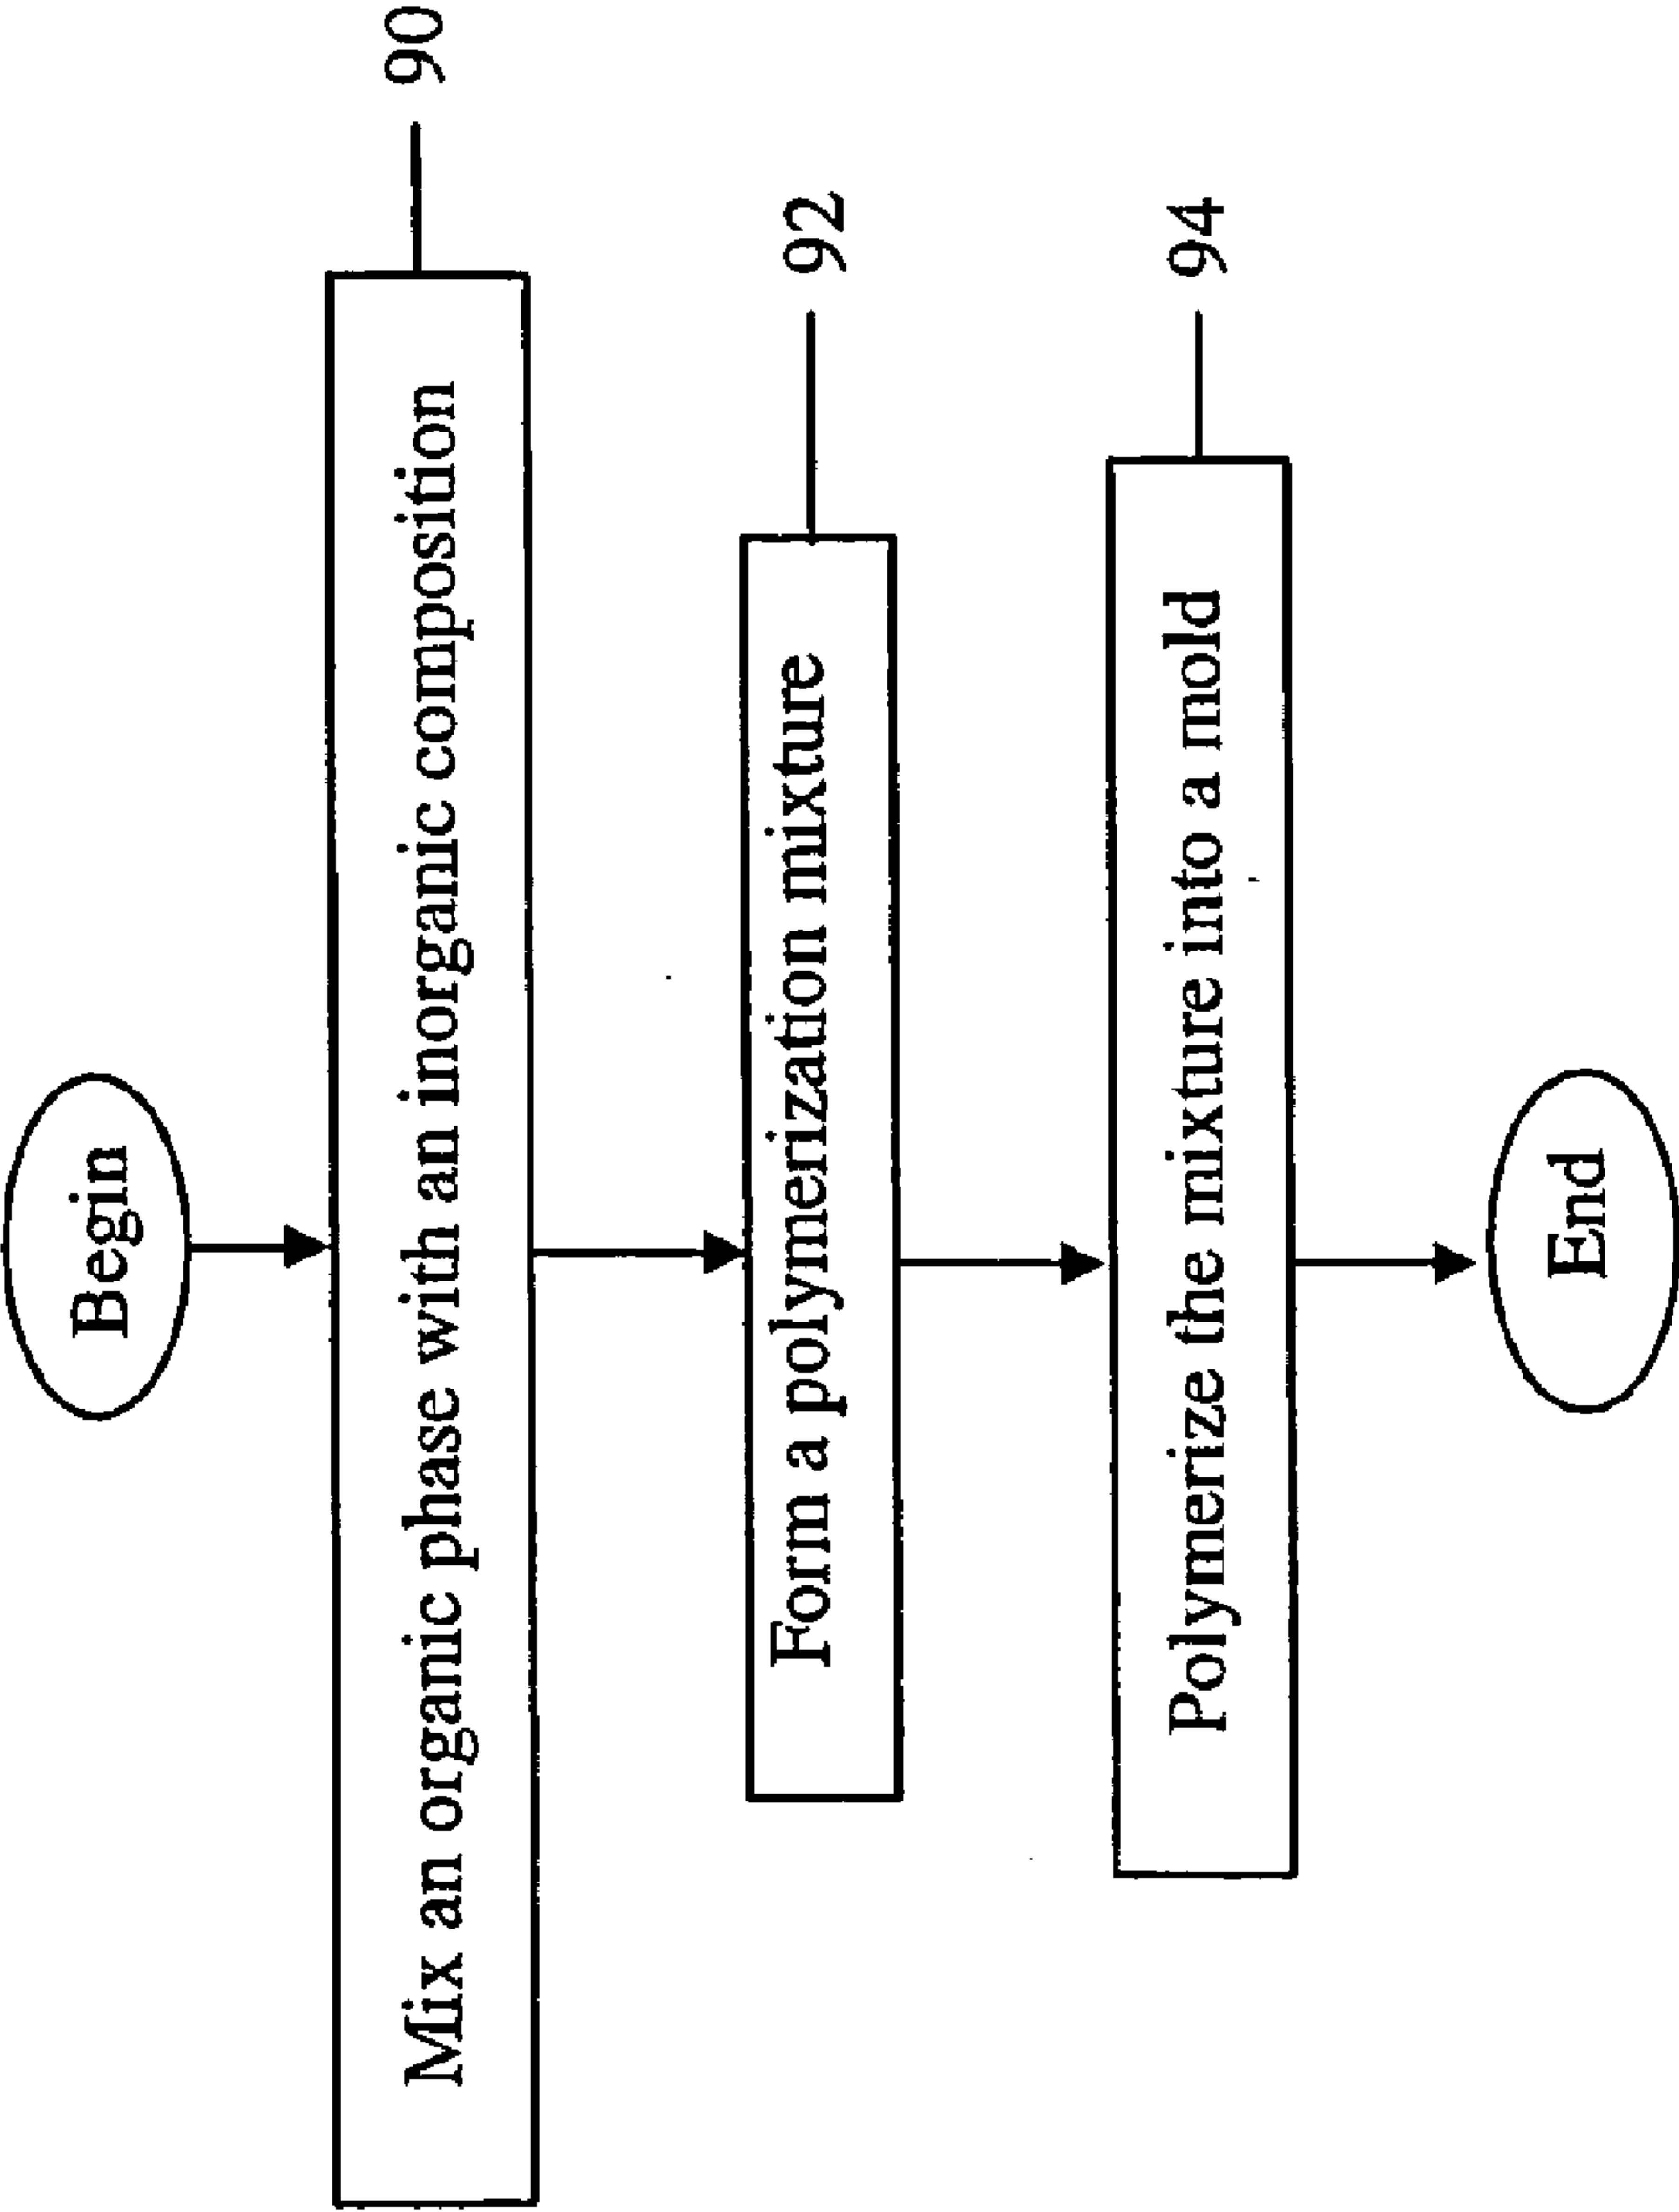 Begin
Mix an organic phase with an inorganic composition
90
Form a polymerization mixture
92
Polymerize the mixture into a mold
94
End